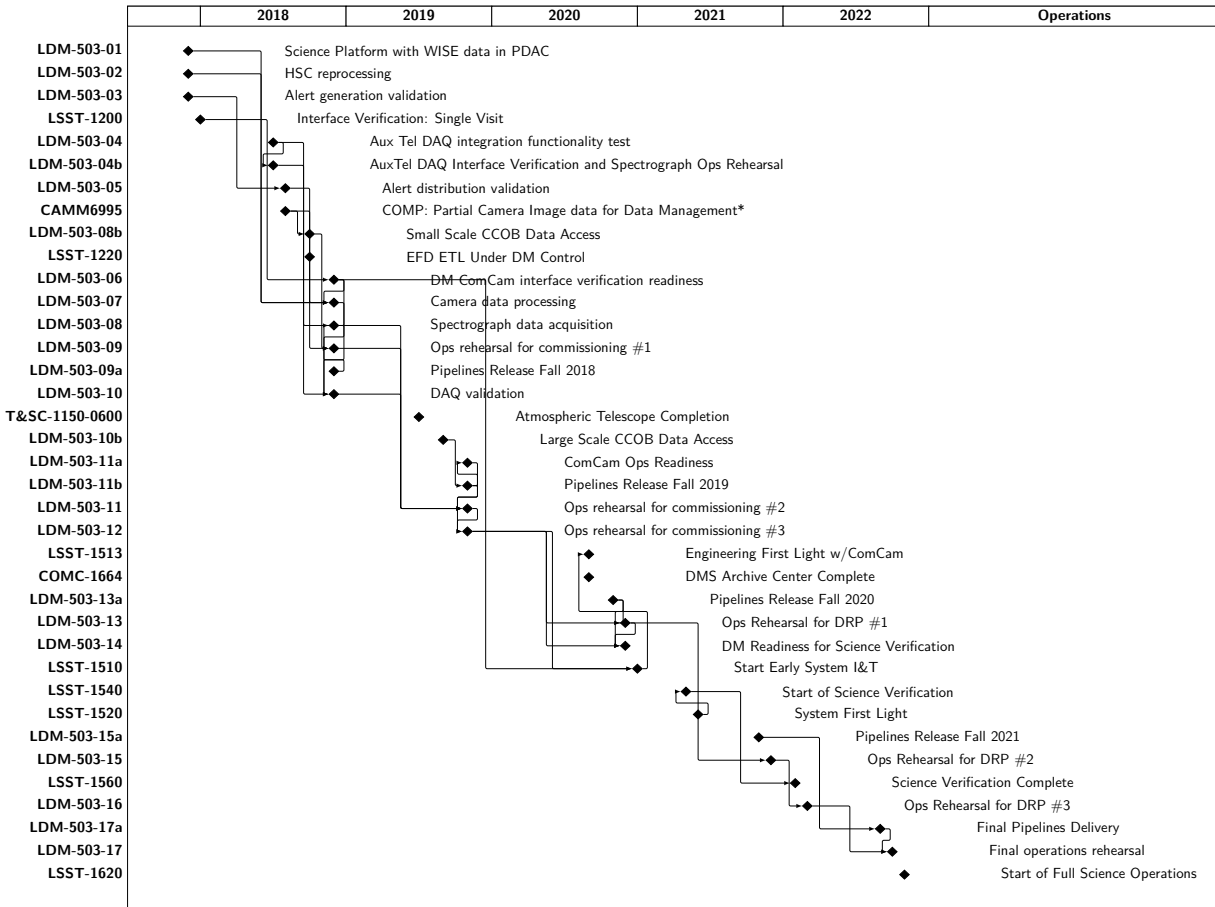 2018 2019 2020 2021 2022 Operations
LDM-503-01 Science Platform with WISE data in PDAC
LDM-503-02 HSC reprocessing
LDM-503-03 Alert generation validation
LSST-1200 Interface Verification: Single Visit
LDM-503-04 Aux Tel DAQ integration functionality test
LDM-503-04b AuxTel DAQ Interface Verification and Spectrograph Ops Rehearsal
LDM-503-05 Alert distribution validation
CAMM6995 COMP: Partial Camera Image data for Data Management*
LDM-503-08b Small Scale CCOB Data Access
LSST-1220 EFD ETL Under DM Control
LDM-503-06 DM ComCam interface verification readiness
LDM-503-07 Camera data processing
LDM-503-08 Spectrograph data acquisition
LDM-503-09 Ops rehearsal for commissioning #1
LDM-503-09a Pipelines Release Fall 2018
LDM-503-10 DAQ validation
T&SC-1150-0600 Atmospheric Telescope Completion
LDM-503-10b Large Scale CCOB Data Access
LDM-503-11a ComCam Ops Readiness
LDM-503-11b Pipelines Release Fall 2019
LDM-503-11 Ops rehearsal for commissioning #2
LDM-503-12 Ops rehearsal for commissioning #3
LSST-1513 Engineering First Light w/ComCam
COMC-1664 DMS Archive Center Complete
LDM-503-13a Pipelines Release Fall 2020
LDM-503-13 Ops Rehearsal for DRP #1
LDM-503-14 DM Readiness for Science Verification
LSST-1510 Start Early System I&T
LSST-1540 Start of Science Verification
LSST-1520 System First Light
LDM-503-15a Pipelines Release Fall 2021
LDM-503-15 Ops Rehearsal for DRP #2
LSST-1560 Science Verification Complete
LDM-503-16 Ops Rehearsal for DRP #3
LDM-503-17a Final Pipelines Delivery
LDM-503-17 Final operations rehearsal
LSST-1620 Start of Full Science Operations